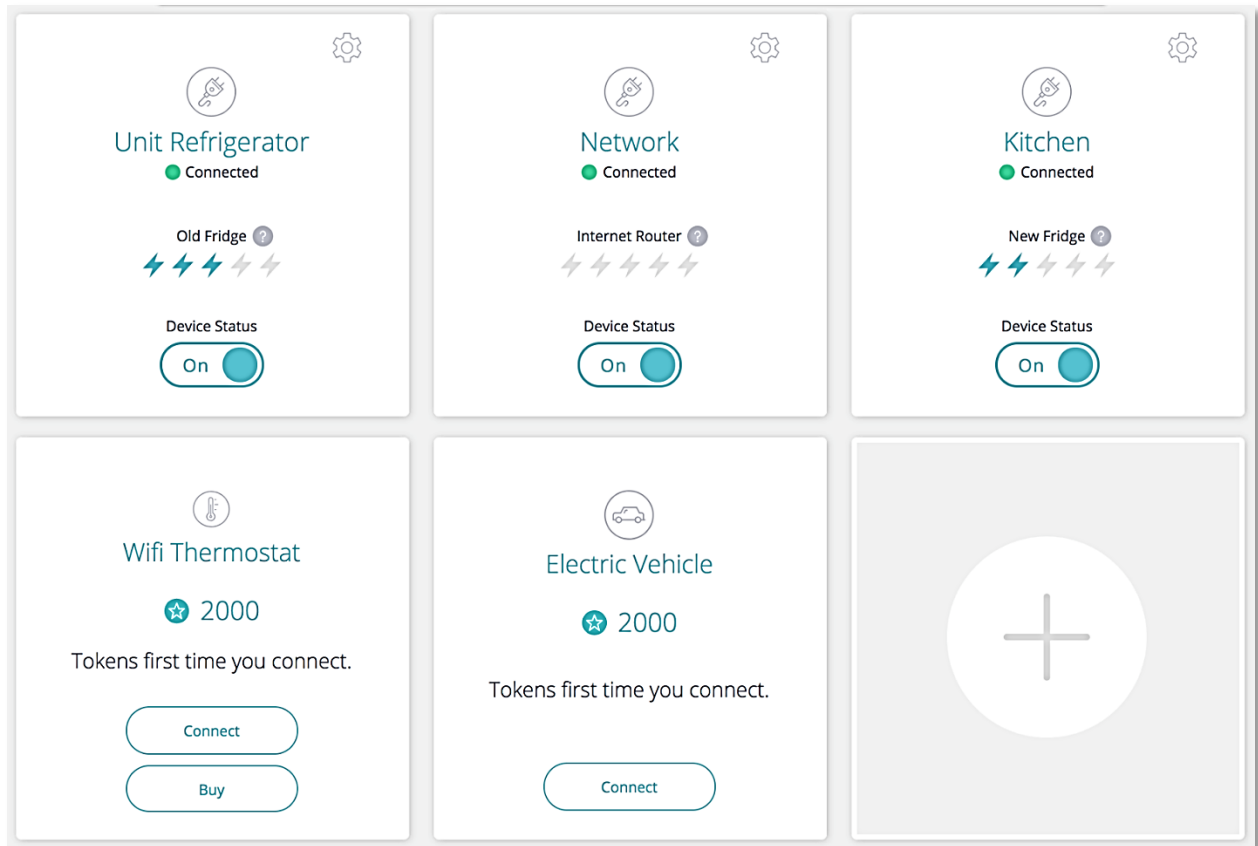 Unit Refrigerator
Connected
Old Fridge ?
Device Status
On
Network
Connected
Internet Router ?
Device Status
On
Kitchen
Connected
New Fridge ?
Device Status
On
Wifi Thermostat
2000
Tokens first time you connect.
Connect
Buy
Electric Vehicle
2000
Tokens first time you connect.
Connect